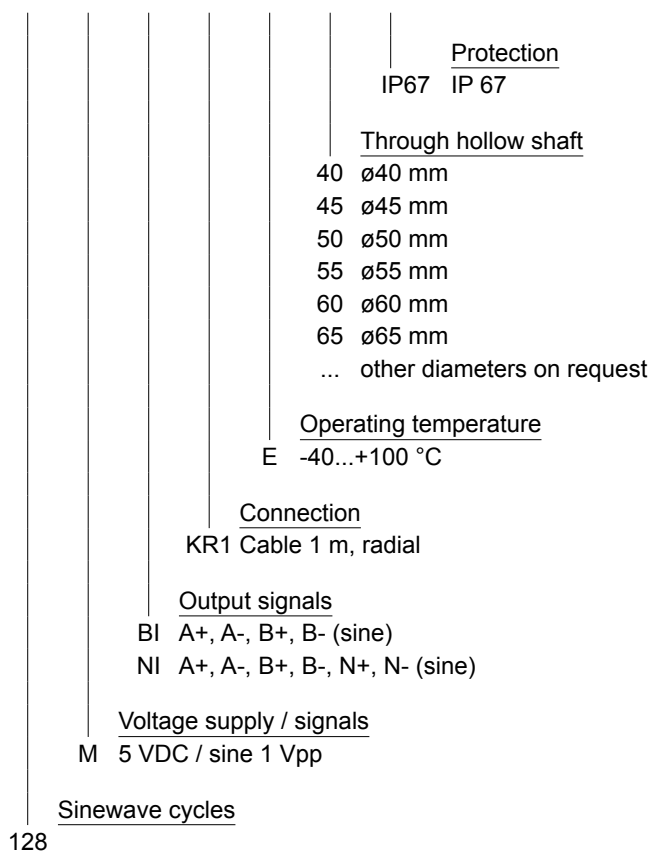 Protection
IP67 IP 67
Through hollow shaft
40 ø40 mm
45 ø45 mm
50 ø50 mm
55 ø55 mm
60 ø60 mm
65 ø65 mm
... other diameters on request
Operating temperature
E -40...+100 °C
Connection
KR1 Cable 1 m, radial
Output signals
BI A+, A-, B+, B- (sine)
NI A+, A-, B+, B-, N+, N- (sine)
Voltage supply / signals
M 5 VDC / sine 1 Vpp
Sinewave cycles
128